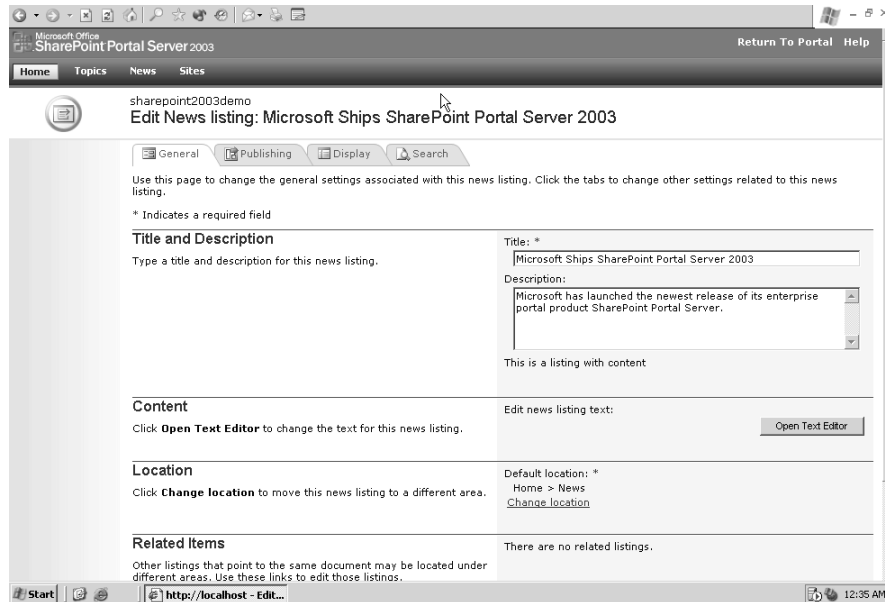 Microsoft Office
SharePoint Portal Server 2003
Return To Portal Help
Home Topics News Sites
sharepoint2003demo
Edit News listing: Microsoft Ships SharePoint Portal Server 2003
General Publishing Display Search
Use this page to change the general settings associated with this news listing. Click the tabs to change other settings related to this news
listing.
* Indicates a required field
Title and Description
Type a title and description for this news listing.
Title: *
Microsoft Ships SharePoint Portal Server 2003
Description:
Microsoft has launched the newest release of its enterprise
portal product SharePoint Portal Server.
This is a listing with content
Content
Click Open Text Editor to change the text for this news listing.
Edit news listing text:
Open Text Editor
Location
Click Change location to move this news listing to a different area.
Default location: *
Home > News
Change location
Related Items
Other listings that point to the same document may be located under
different areas. Use these links to edit those listings.
There are no related listings.
Start
http://localhost - Edit...
12:35 AM